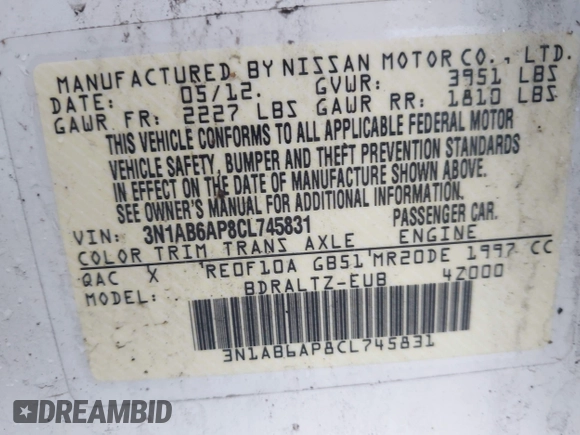 MANUFACTURED BY NISSAN MOTOR CO., LTD.
DATE: 05/12. GVWR: 3951 LBS
GAWR FR: 2227 LBS GAWR RR: 1810 LBS
THIS VEHICLE CONFORMS TO ALL APPLICABLE FEDERAL MOTOR
VEHICLE SAFETY, BUMPER AND THEFT PREVENTION STANDARDS
IN EFFECT ON THE DATE OF MANUFACTURE SHOWN ABOVE.
SEE OWNER'S MANUAL FOR ADDITIONAL INFORMATION.
VIN: 3N1AB6AP8CL745831 PASSENGER CAR.
COLOR TRIM TRANS AXLE ENGINE
QAC X RE0F10A GB51 MR20DE 1997 CC
MODEL: BDRALTZ-EUB 4Z000
3N1AB6AP8CL745831
DREAMBID